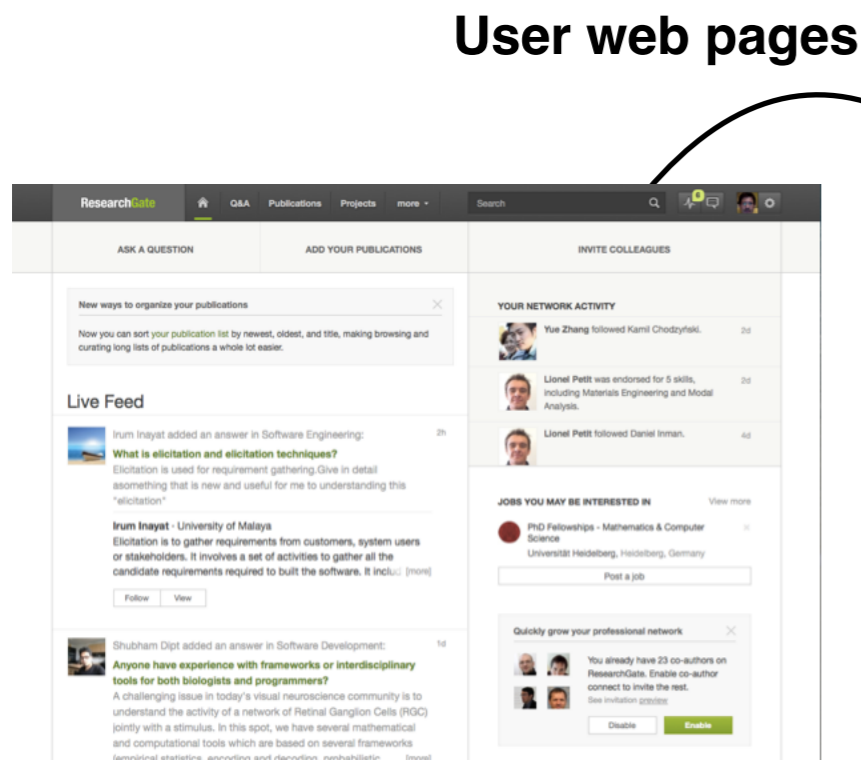 User web pages
ResearchGate
Q&A
Publications
Projects
more
Search
6
ASK A QUESTION
ADD YOUR PUBLICATIONS
INVITE COLLEAGUES
New ways to organize your publications
Now you can sort your publication list by newest, oldest, and title, making browsing and
curating long lists of publications a whole lot easier.
Live Feed
Irum Inayat added an answer in Software Engineering:
2h
What is elicitation and elicitation techniques?
Elicitation is used for requirement gathering.Give in detail
asomething that is new and useful for me to understanding this
"elicitation"
Irum Inayat - University of Malaya
Elicitation is to gather requirements from customers, system users
or stakeholders. It involves a set of activities to gather all the
candidate requirements required to built the software. It includ [more]
Follow
View
Shubham Dipt added an answer in Software Development:
1d
Anyone have experience with frameworks or interdisciplinary
tools for both biologists and programmers?
A challenging issue in today's visual neuroscience community is to
understand the activity of a network of Retinal Ganglion Cells (RGC)
jointly with a stimulus. In this spot, we have several mathematical
and computational tools which are based on several frameworks
(empirical statistics, encoding and decoding, probabilistic [more]
YOUR NETWORK ACTIVITY
Yue Zhang followed Kamil Chodzyński.
2d
Lionel Petit was endorsed for 5 skills,
including Materials Engineering and Modal
Analysis.
2d
Lionel Petit followed Daniel Inman.
4d
JOBS YOU MAY BE INTERESTED IN
View more
PhD Fellowships - Mathematics & Computer
Science
Universität Heidelberg, Heidelberg, Germany
Post a job
Quickly grow your professional network
You already have 23 co-authors on
ResearchGate. Enable co-author
connect to invite the rest.
See invitation preview
Disable
Enable